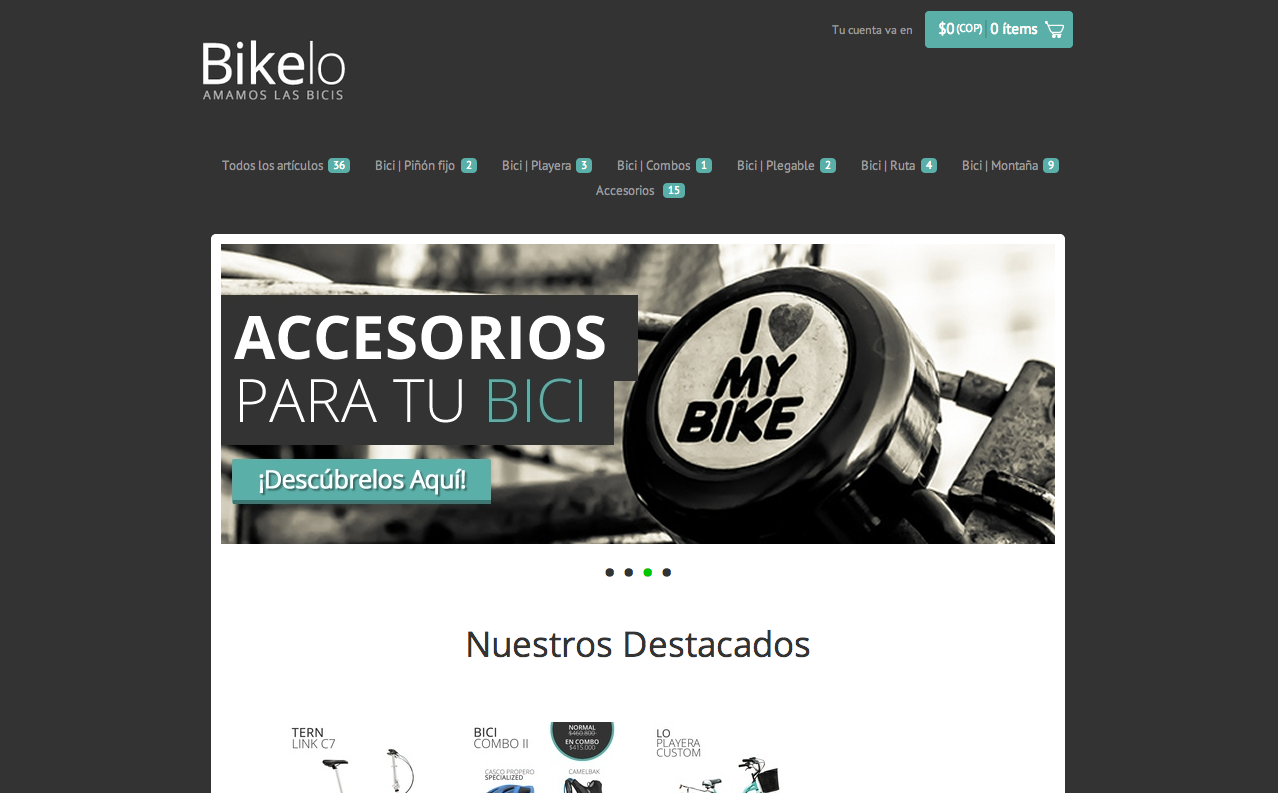 Tu cuenta va en
$0 (COP) 0 ítems
Bikelo
AMAMOS LAS BICIS
Todos los artículos 36 Bici | Piñón fijo 2 Bici | Playera 3 Bici | Combos 1 Bici | Plegable 2 Bici | Ruta 4 Bici | Montaña 9
Accesorios 15
ACCESORIOS
PARA TU BICI
¡Descúbrelos Aquí!
I
MY
BIKE
Nuestros Destacados
TERN
LINK C7
BICI
COMBO II
NORMAL
$460.800
EN COMBO
$415.000
CASCO PROPERO
SPECIALIZED
CAMELBAK
LO
PLAYERA
CUSTOM